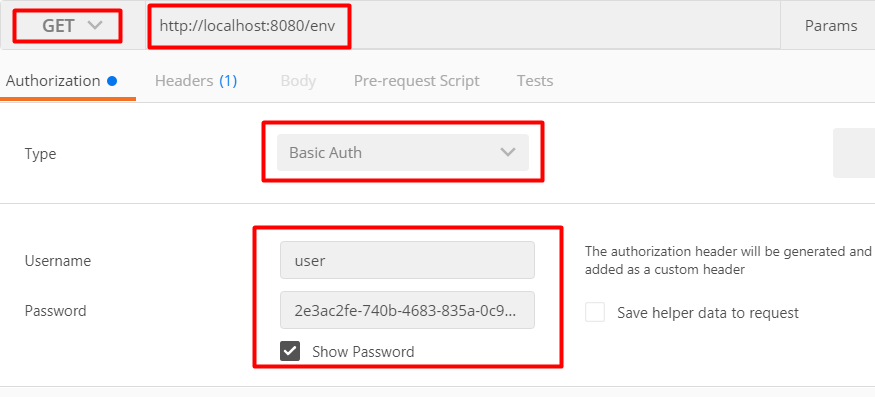 GET http://localhost:8080/env Params
Authorization Headers (1) Body Pre-request Script Tests
Type Basic Auth
Username user
The authorization header will be generated and
added as a custom header
Password 2e3ac2fe-740b-4683-835a-0c9...
Save helper data to request
Show Password